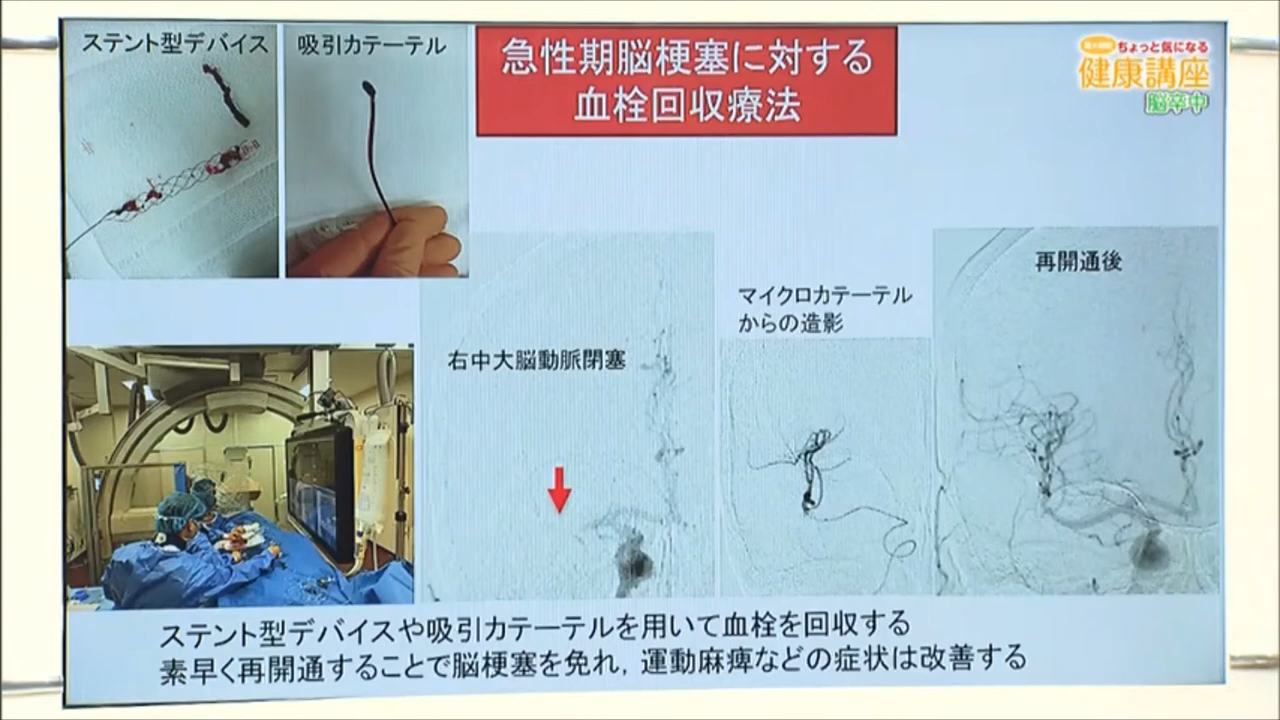 ステント型デバイス
吸引カテーテル
急性期脳梗塞に対する
血栓回収療法
ちょっと気になる
健康講座
脳卒中
右中大脳動脈閉塞
マイクロカテーテル
からの造影
再開通後
ステント型デバイスや吸引カテーテルを用いて血栓を回収する
素早く再開通することで脳梗塞を免れ，運動麻痺などの症状は改善する